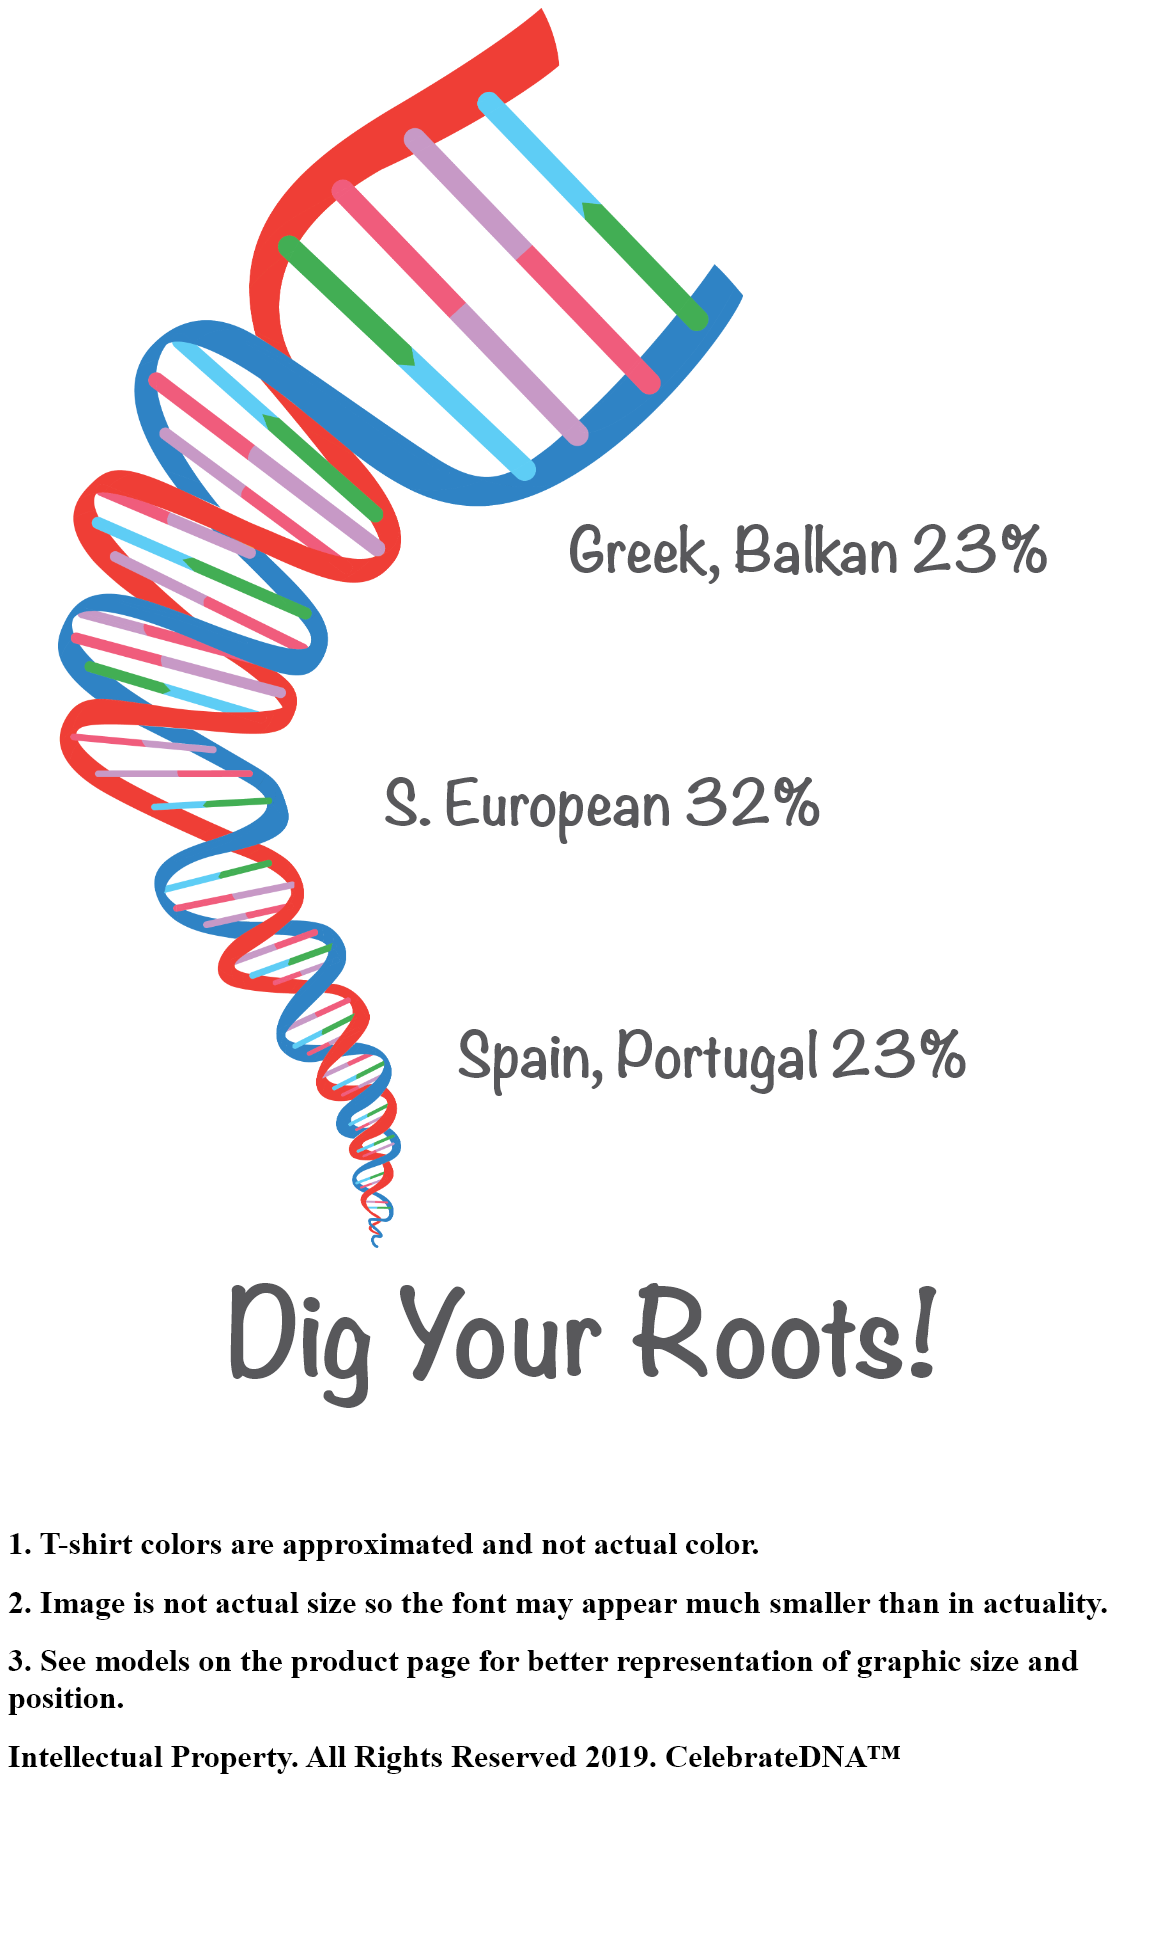 Greek, Balkan 23%
S. European 32%
Spain, Portugal 23%
Dig Your Roots!
1. T-shirt colors are approximated and not actual color.
2. Image is not actual size so the font may appear much smaller than in actuality.
3. See models on the product page for better representation of graphic size and
position.
Intellectual Property. All Rights Reserved 2019. CelebrateDNA™